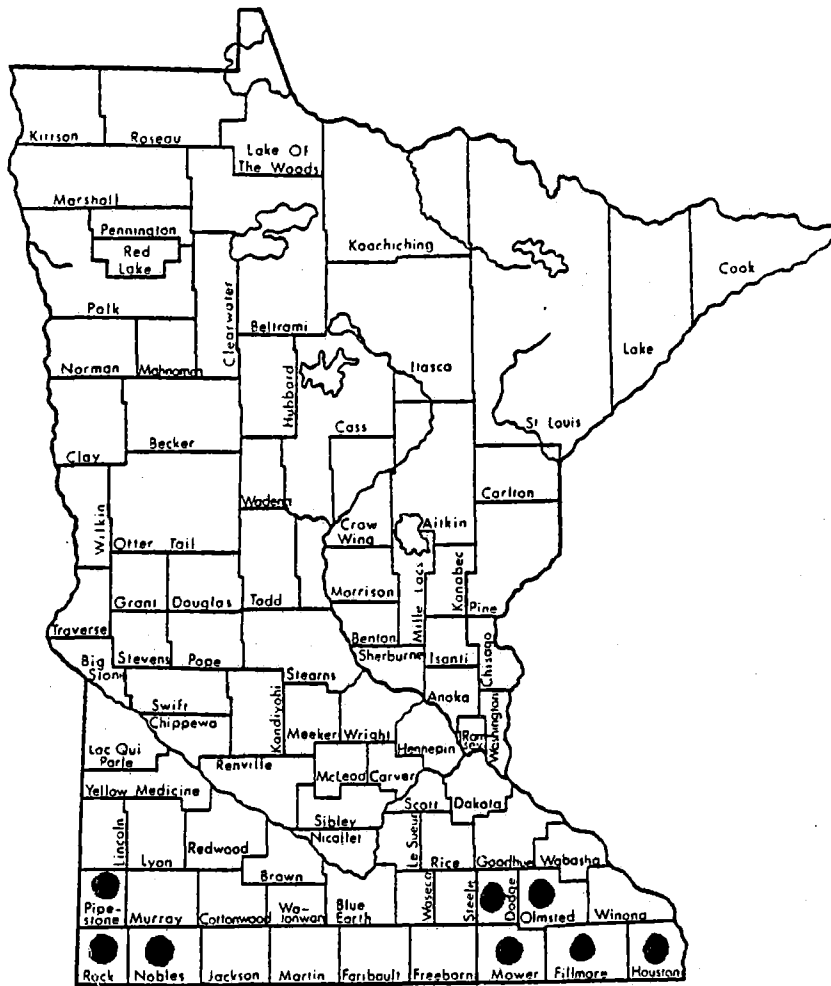 Kittson
Roseau
Lake Of
The Woods
Marshall
Pennington
Red
Lake
Koochiching
Cook
Polk
Clearwater
Beltrami
Lake
Norman
Mahnomen
Itasca
Hubbard
St Louis
Cass
Clay
Becker
Carlton
Wadena
Wilkin
Aitkin
Crow
Wing
Otter Tail
Morrison
Mille Lacs
Kanabec
Grant
Douglas
Todd
Pine
Traverse
Benton
Stevens
Pope
Sherburne
Isanti
Chisago
Big
Stone
Stearns
Swift
Anoka
Kandiyohi
Chippewa
Meeker
Wright
Washington
Ram
sey
Hennepin
Lac Qui
Parle
Renville
McLeod
Carver
Yellow Medicine
Scott
Dakota
Sibley
Nicollet
Lincoln
Lyon
Redwood
Le Sueur
Rice
Goodhue
Wabasha
Brown
Pipe-
stone
Murray
Cottonwood
Wa-
tonwan
Blue
Earth
Waseca
Steele
Dodge
Olmsted
Winona
Rock
Nobles
Jackson
Martin
Faribault
Freeborn
Mower
Fillmore
Houston